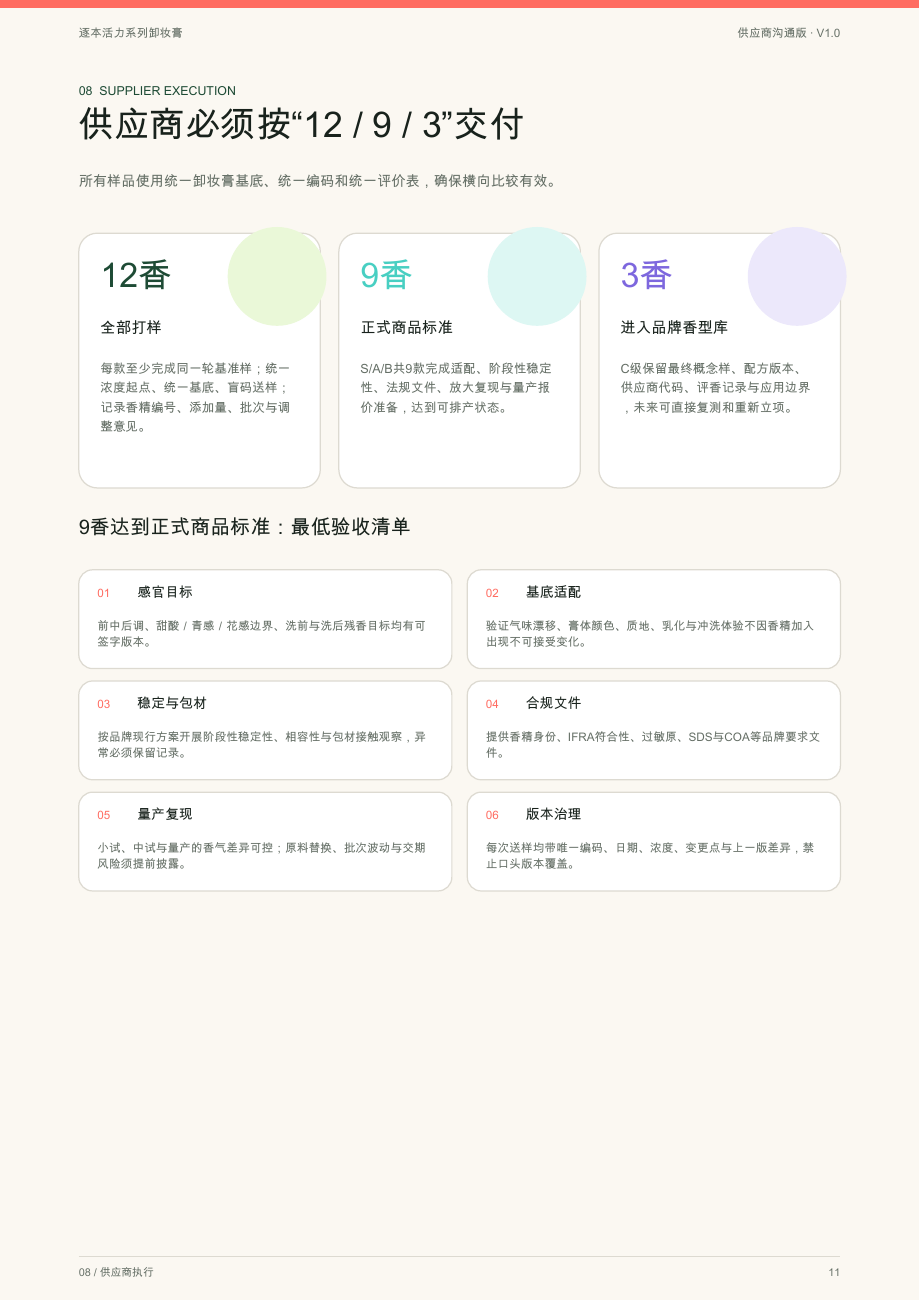 逐本活力系列卸妆膏
供应商沟通版 · V1.0
08 SUPPLIER EXECUTION
供应商必须按“12 / 9 / 3”交付
所有样品使用统一卸妆膏基底、统一编码和统一评价表，确保横向比较有效。
12香
全部打样
每款至少完成同一轮基准样；统一
浓度起点、统一基底、盲码送样；
记录香精编号、添加量、批次与调
整意见。
9香
正式商品标准
S/A/B共9款完成适配、阶段性稳定
性、法规文件、放大复现与量产报
价准备，达到可排产状态。
3香
进入品牌香型库
C级保留最终概念样、配方版本、
供应商代码、评香记录与应用边界
，未来可直接复测和重新立项。
9香达到正式商品标准：最低验收清单
01 感官目标
前中后调、甜酸 / 青感 / 花感边界、洗前与洗后残香目标均有可
签字版本。
02 基底适配
验证气味漂移、膏体颜色、质地、乳化与冲洗体验不因香精加入
出现不可接受变化。
03 稳定与包材
按品牌现行方案开展阶段性稳定性、相容性与包材接触观察，异
常必须保留记录。
04 合规文件
提供香精身份、IFRA符合性、过敏原、SDS与COA等品牌要求文
件。
05 量产复现
小试、中试与量产的香气差异可控；原料替换、批次波动与交期
风险须提前披露。
06 版本治理
每次送样均带唯一编码、日期、浓度、变更点与上一版差异，禁
止口头版本覆盖。
08 / 供应商执行
11